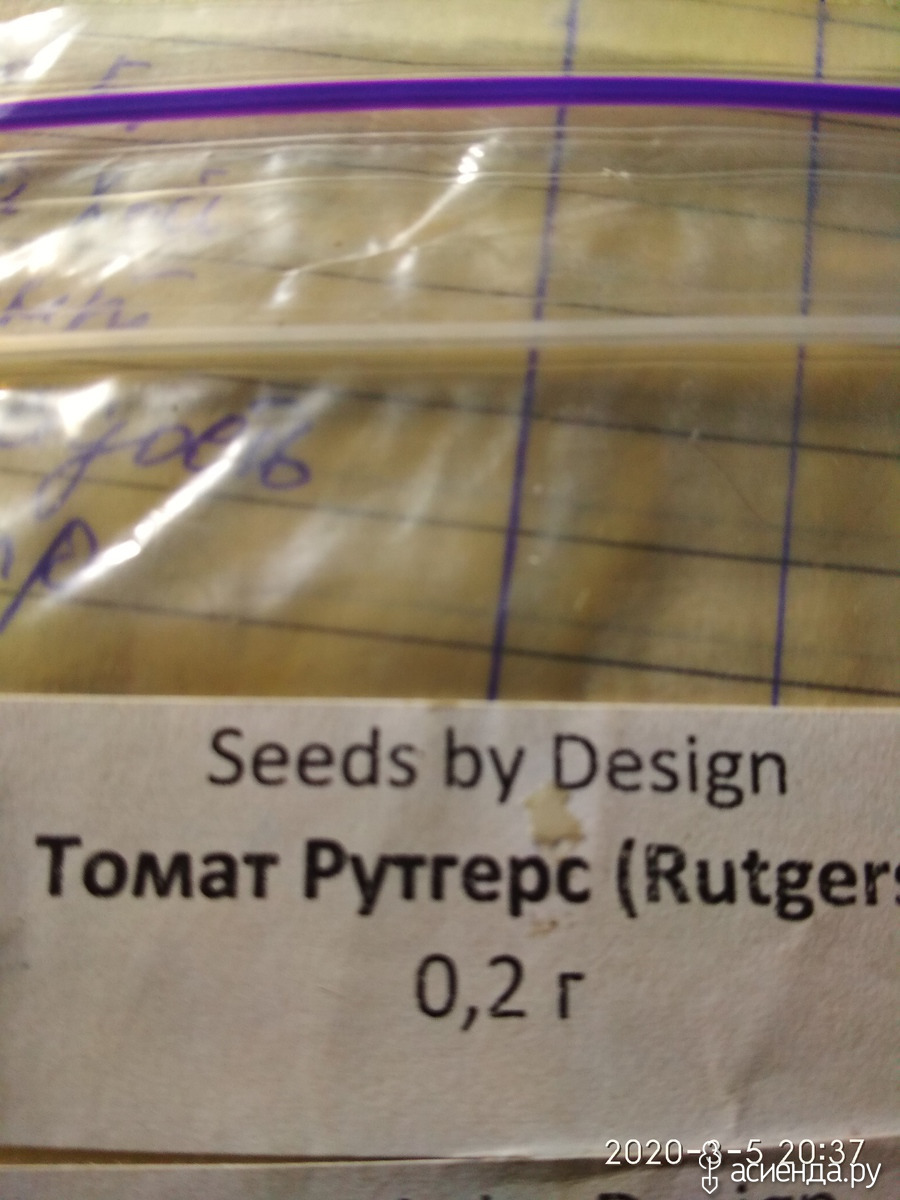 Seeds by Design
Томат Рутгерс (Rutgers
0,2 г
2020-3-5 20:37
асиенда.ру